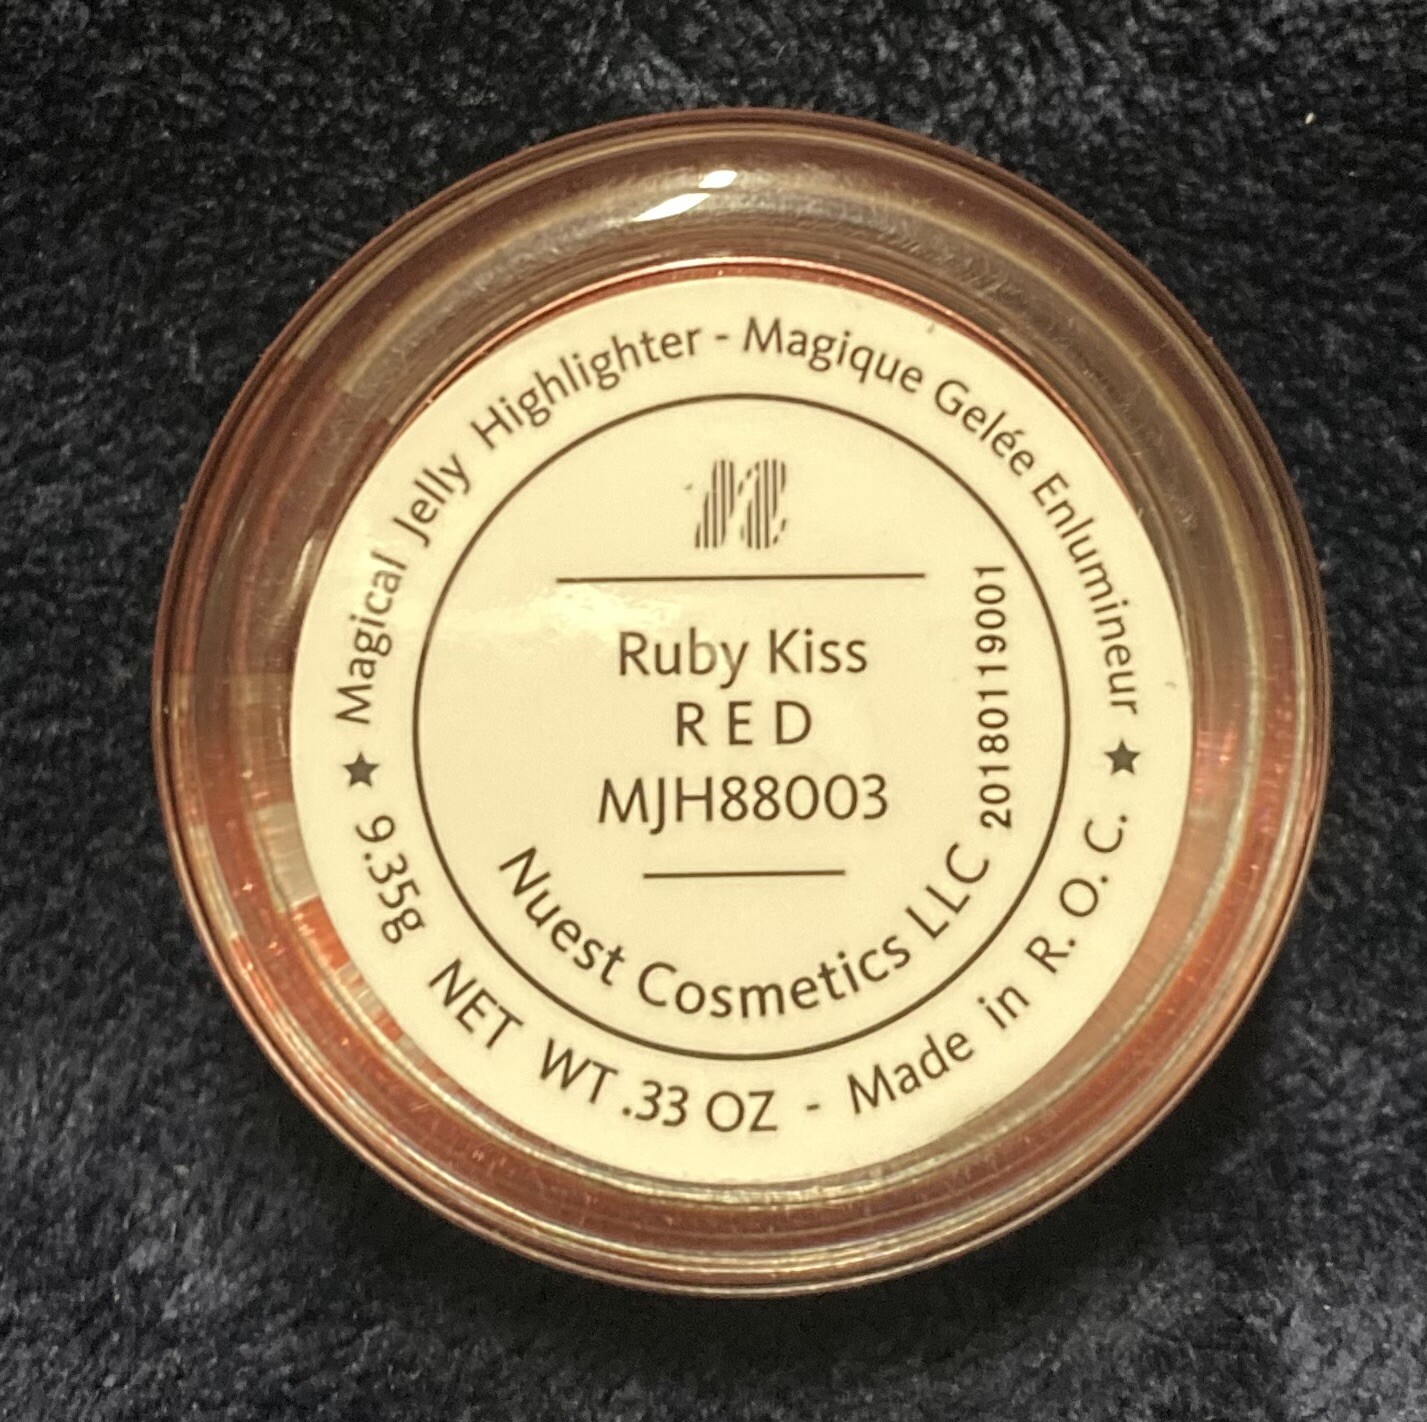 Magical Jelly Highlighter - Magique Gelée Enlumineur
n
Ruby Kiss
RED
MJH88003
20180119001
Nuest Cosmetics LLC
★ 9.35g NET WT .33 OZ - Made in R.O.C. ★